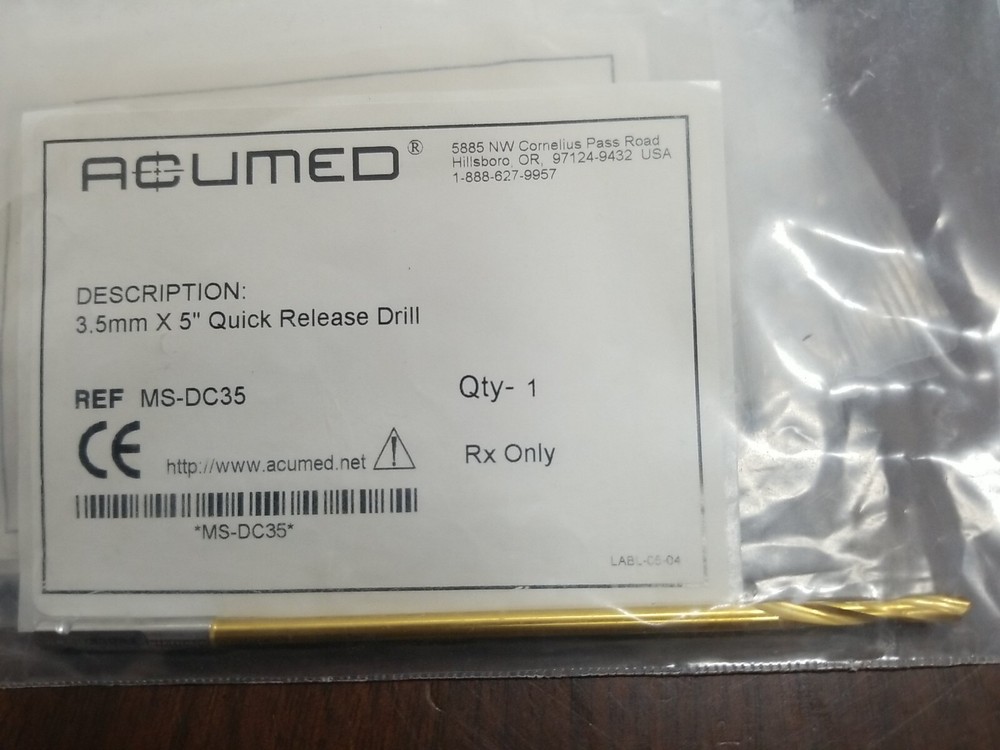 ACUMED®
5885 NW Cornelius Pass Road
Hillsboro, OR, 97124-9432 USA
1-888-627-9957
DESCRIPTION:
3.5mm X 5" Quick Release Drill
REF MS-DC35
Qty- 1
CE
http://www.acumed.net
Rx Only
*MS-DC35*